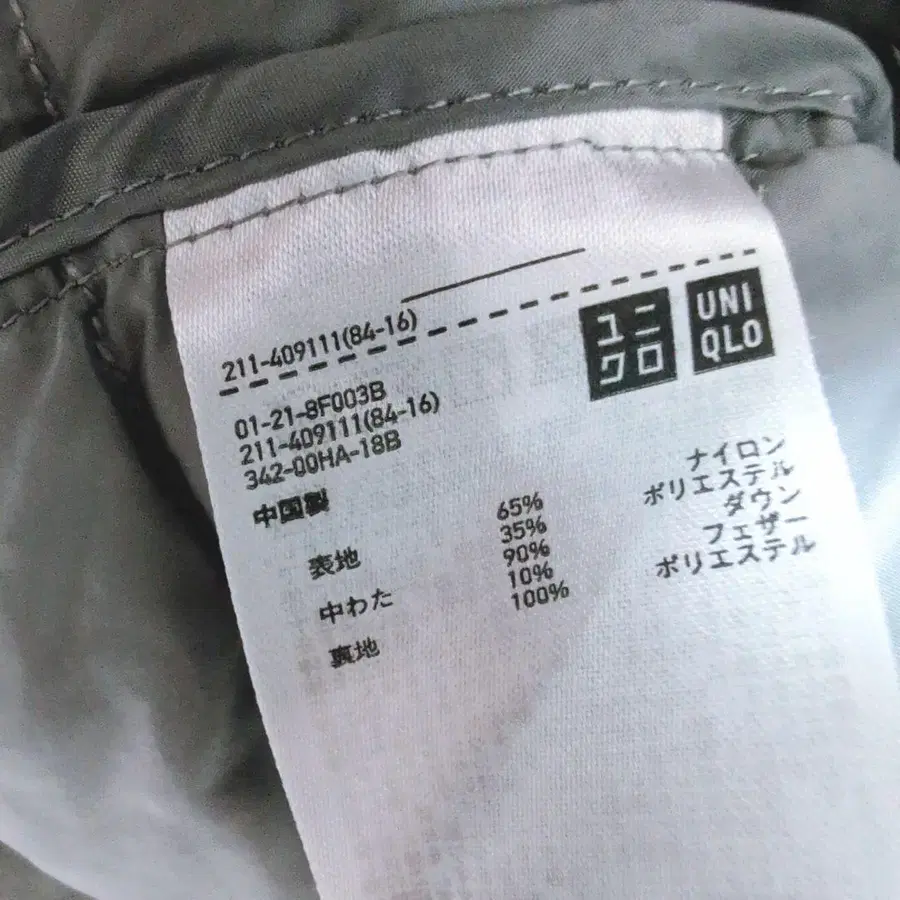 211-409111(84-16)
ユニ
クロ
UNI
QLO
01-21-8F003B
211-409111(84-16)
342-00HA-18B
中国製
表地 65% ナイロン
35% ポリエステル
中わた 90% ダウン
10% フェザー
裏地 100% ポリエステル